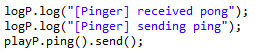 logP.log("[Pinger] received pong");
logP.log("[Pinger] sending ping");
playP.ping().send();